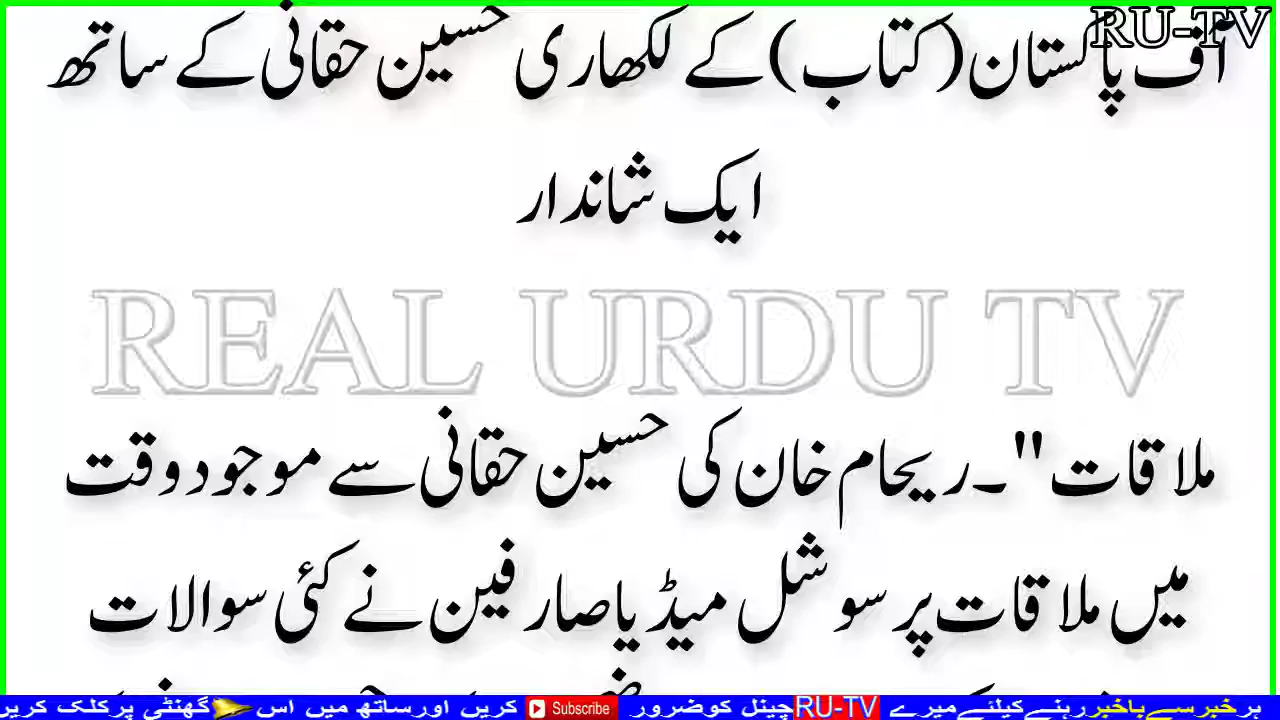 RU-TV
آف پاکستان(کتاب)کے لکھاری حسین حقانی کے ساتھ
ایک شاندار
REAL URDU TV
ملاقات"۔ریحام خان کی حسین حقانی سے موجود وقت
میں ملاقات پر سوشل میڈیا صارفین نے کئی سوالات
ہر خبر سے باخبر رہنے کیلئے میرے RU-TV چینل کو ضرور Subscribe کریں اور ساتھ میں اس گھنٹی پر کلک کریں